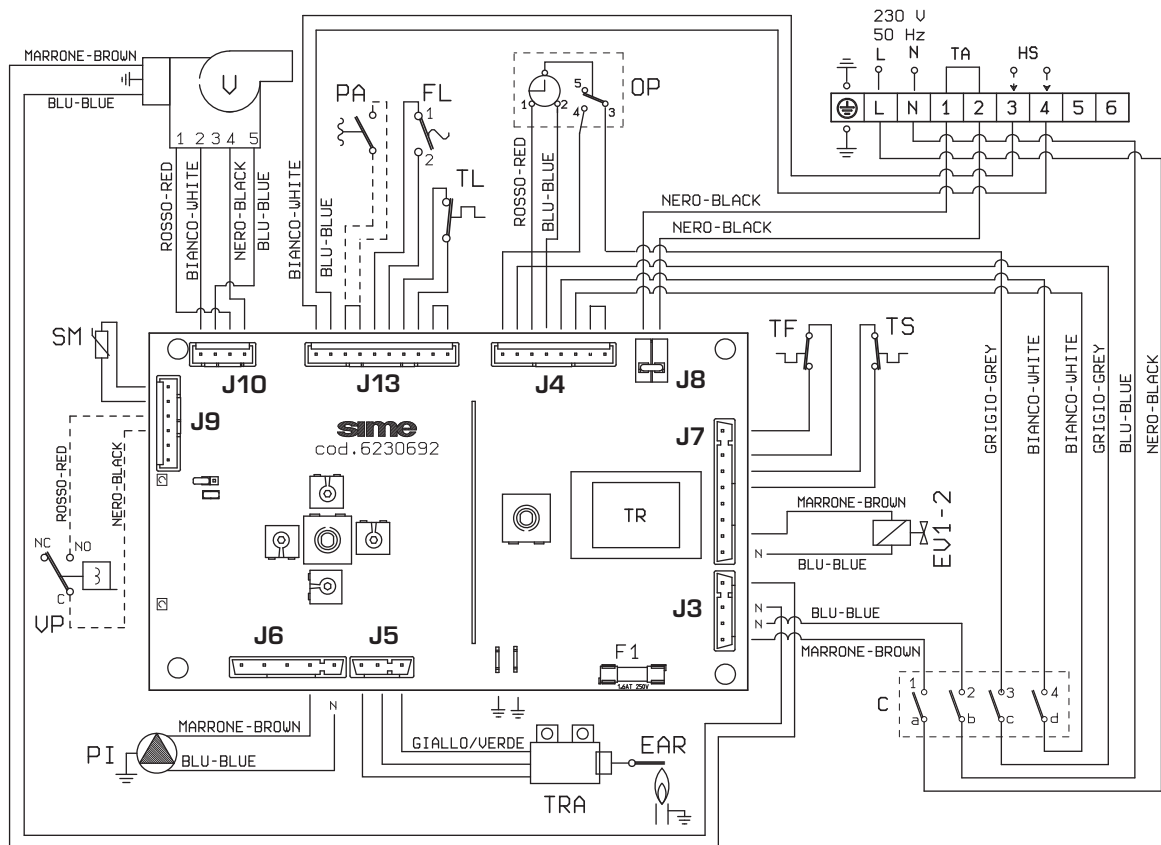 230 V
50 Hz
L N TA HS
L N 1 2 3 4 5 6
MARRONE-BROWN
BLU-BLUE
V
1 2 3 4 5
ROSSO-RED
BIANCO-WHITE
NERO-BLACK
BLU-BLUE
BIANCO-WHITE
BLU-BLUE
PA
FL
1
2
TL
OP
5
1 2 4 3
ROSSO-RED
BLU-BLUE
NERO-BLACK
NERO-BLACK
SM
J10
J13
J4
J8
TF
TS
J9
sime
cod.6230692
J7
GRIGIO-GREY
BIANCO-WHITE
BIANCO-WHITE
GRIGIO-GREY
BLU-BLUE
NERO-BLACK
ROSSO-RED
NERO-BLACK
TR
MARRONE-BROWN
N
BLU-BLUE
EV1-2
NC NO
C
VP
J3
N
N
BLU-BLUE
MARRONE-BROWN
J6
J5
F1
1,6AT 250V
C
1 2 3 4
a b c d
MARRONE-BROWN
N
PI
BLU-BLUE
GIALLO/VERDE
EAR
TRA